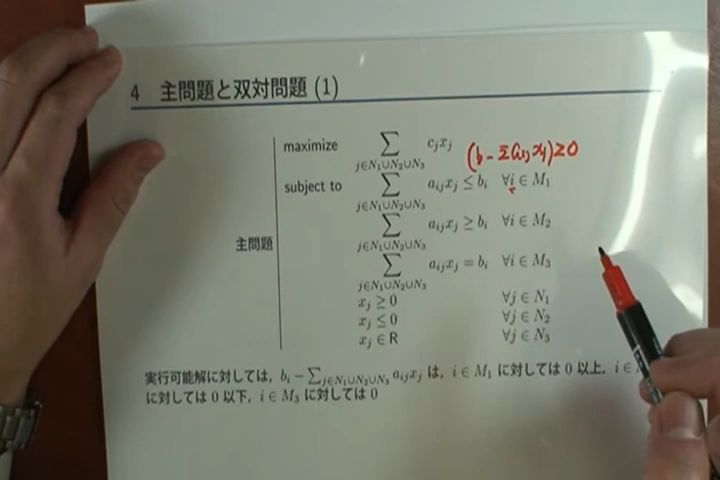 4 主問題と双対問題 (1)
maximize ∑ c_j x_j
j∈N₁∪N₂∪N₃
(b - Σa_ij x_j)≥0
subject to ∑ a_ij x_j ≤ b_i ∀i ∈ M₁
j∈N₁∪N₂∪N₃
∑ a_ij x_j ≥ b_i ∀i ∈ M₂
j∈N₁∪N₂∪N₃
主問題
∑ a_ij x_j = b_i ∀i ∈ M₃
j∈N₁∪N₂∪N₃
x_j ≥ 0 ∀j ∈ N₁
x_j ≤ 0 ∀j ∈ N₂
x_j ∈ R ∀j ∈ N₃
実行可能解に対しては, b_i − ∑_{j∈N₁∪N₂∪N₃} a_ij x_j は, i ∈ M₁ に対しては 0 以上, i ∈
に対しては 0 以下, i ∈ M₃ に対しては 0